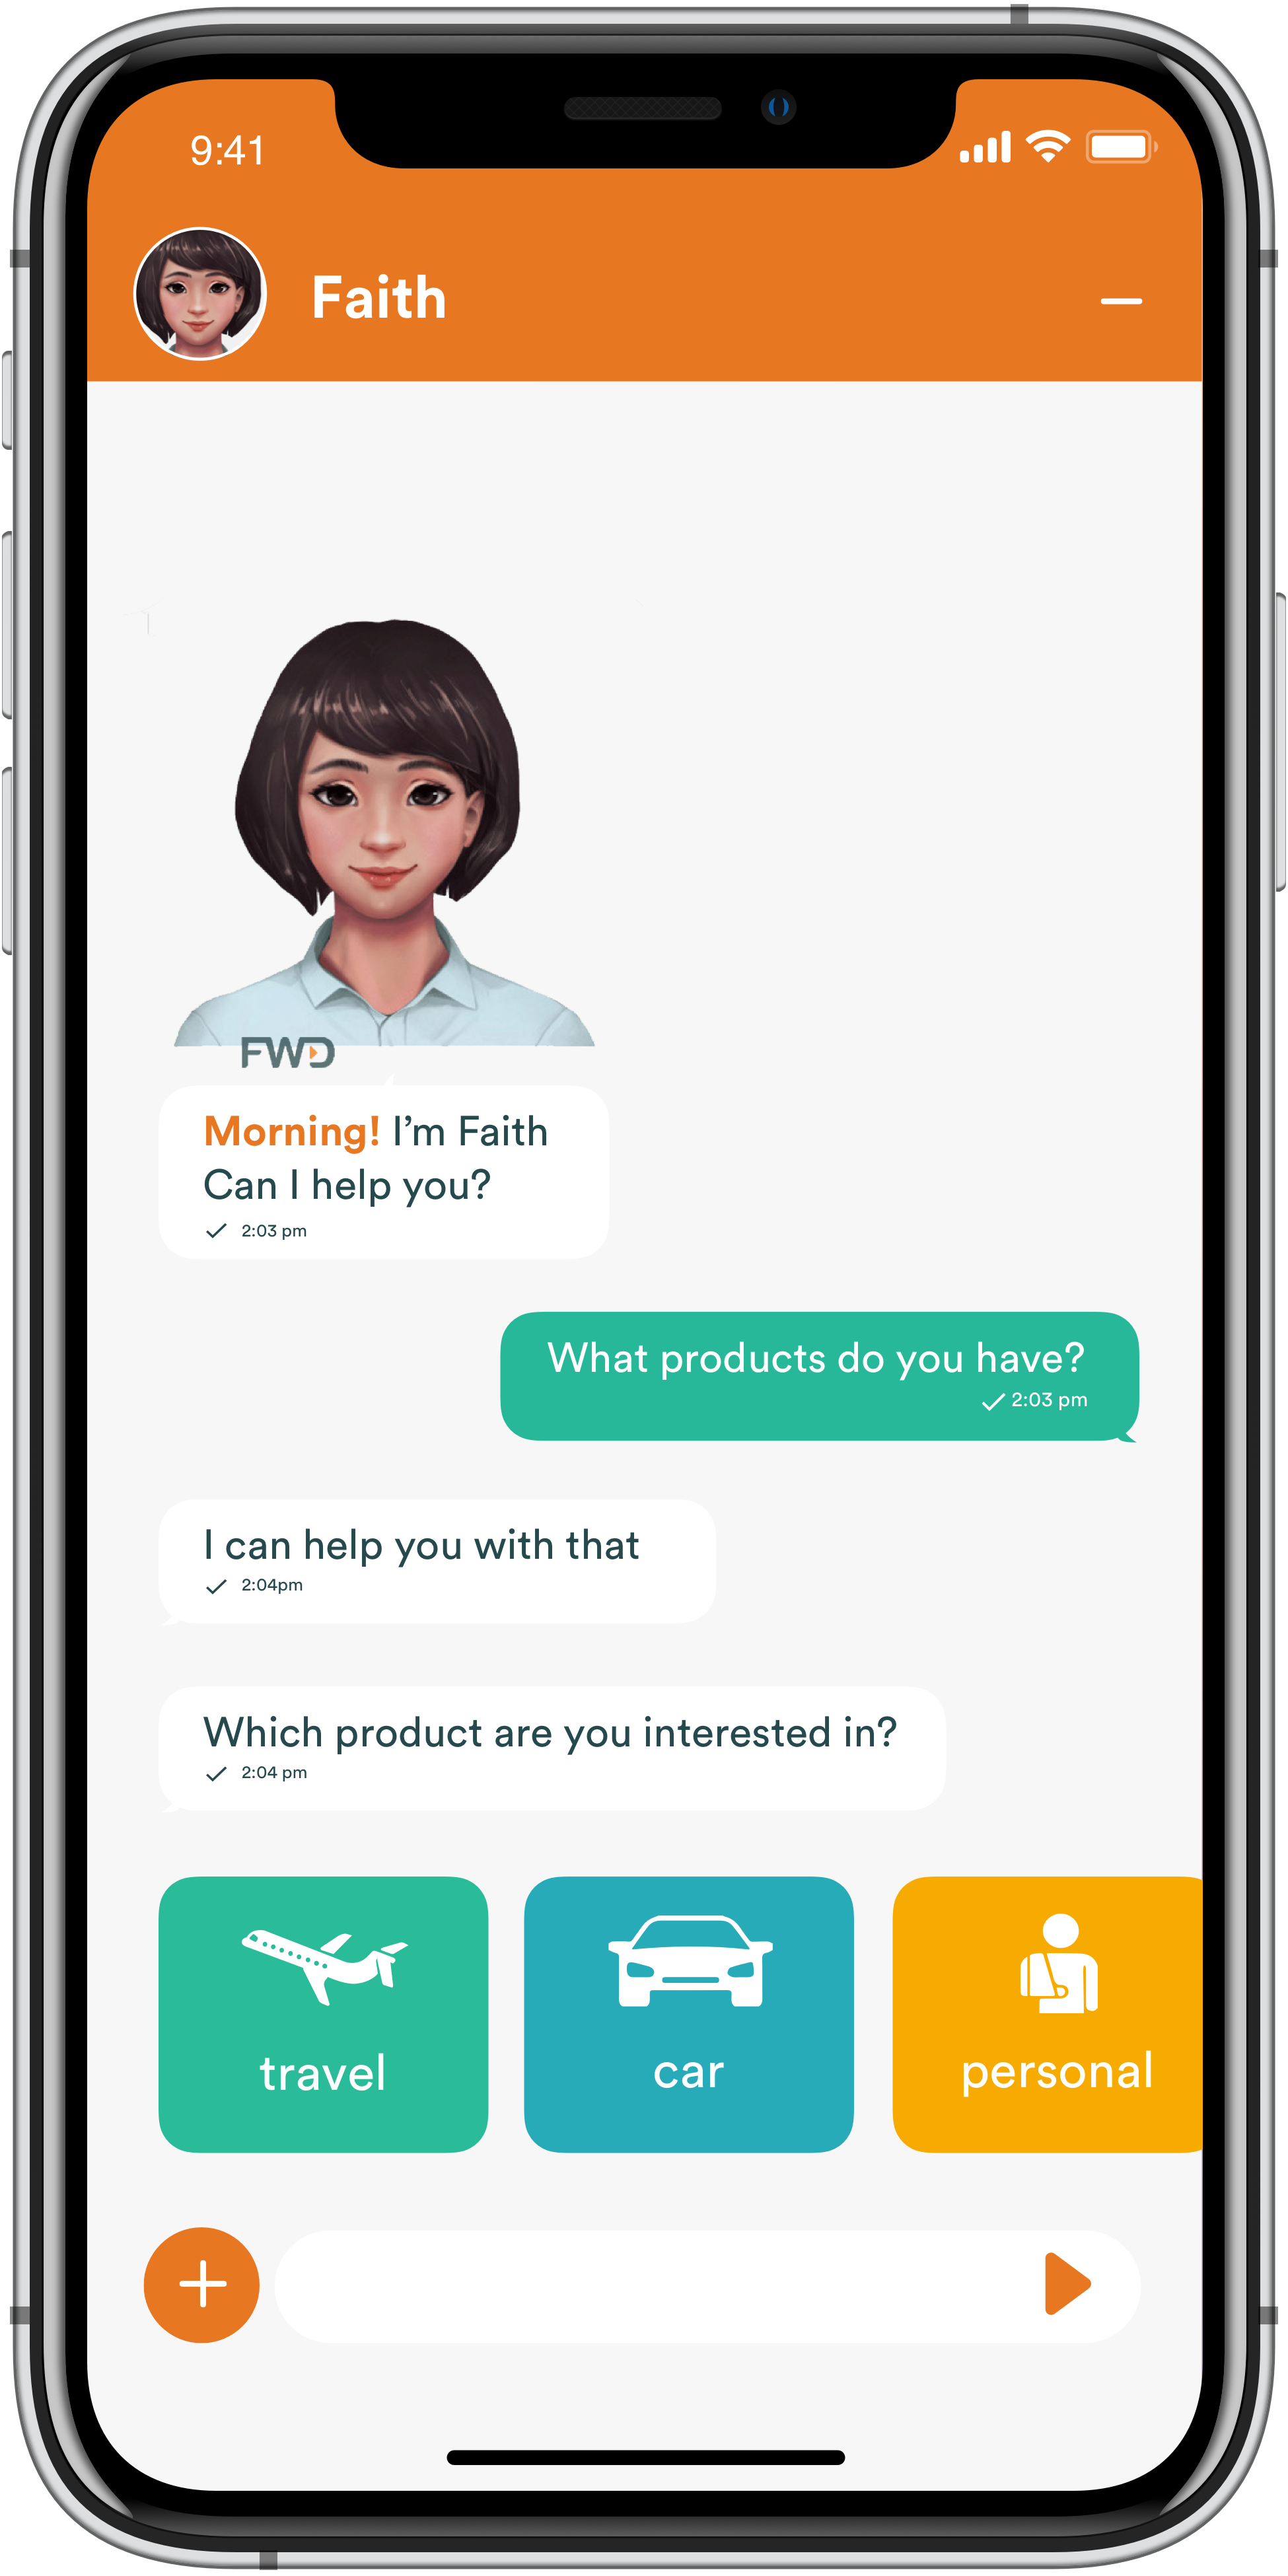 9:41
Faith
FWD
Morning! I’m Faith
Can I help you?
2:03 pm
What products do you have?
2:03 pm
I can help you with that
2:04pm
Which product are you interested in?
2:04 pm
travel
car
personal